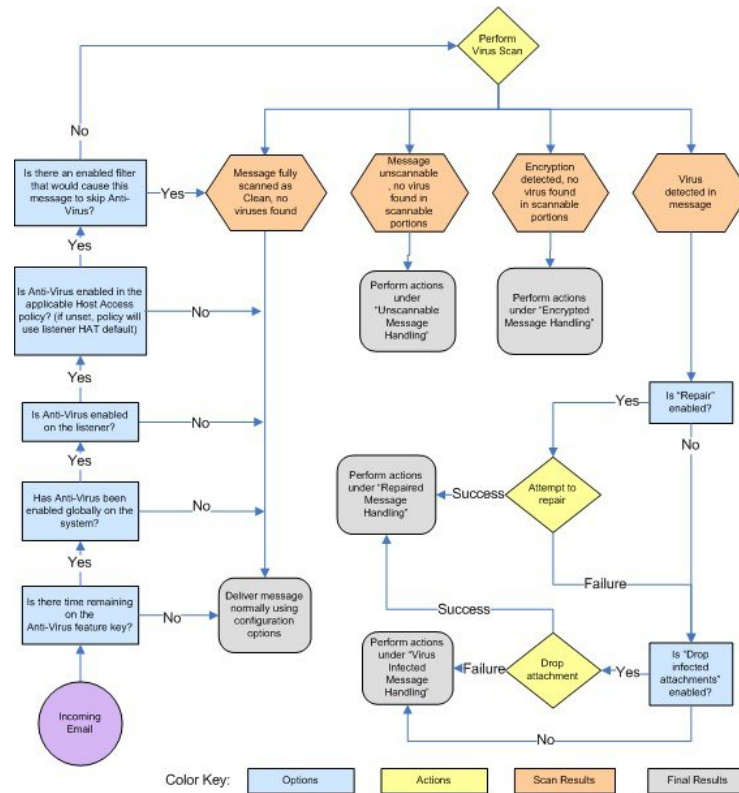 Perform
Virus Scan
No
Is there an enabled filter
that would cause this
message to skip Anti-
Virus?
Yes
Message fully
scanned as
Clean, no
viruses found
Message
unscannable
, no virus
found in
scannable
portions
Encryption
detected, no
virus found
in scannable
portions
Virus
detected in
message
Yes
Is Anti-Virus enabled in the
applicable Host Access
policy? (if unset, policy will
use listener HAT default)
No
Perform actions
under
"Unscannable
Message
Handling"
Perform actions
under "Encrypted
Message Handling"
Yes
Is Anti-Virus enabled
on the listener?
No
Is "Repair"
enabled?
Yes
No
Yes
Has Anti-Virus been
enabled globally on the
system?
No
Perform actions
under "Repaired
Message
Handling"
Success
Attempt to
repair
Failure
Yes
Is there time remaining
on the
Anti-Virus feature key?
No
Deliver message
normally using
configuration
options
Success
Perform actions
under "Virus
Infected
Message
Handling"
Failure
Drop
attachment
Yes
Is "Drop
infected
attachments"
enabled?
No
Incoming
Email
Color Key:
Options
Actions
Scan Results
Final Results